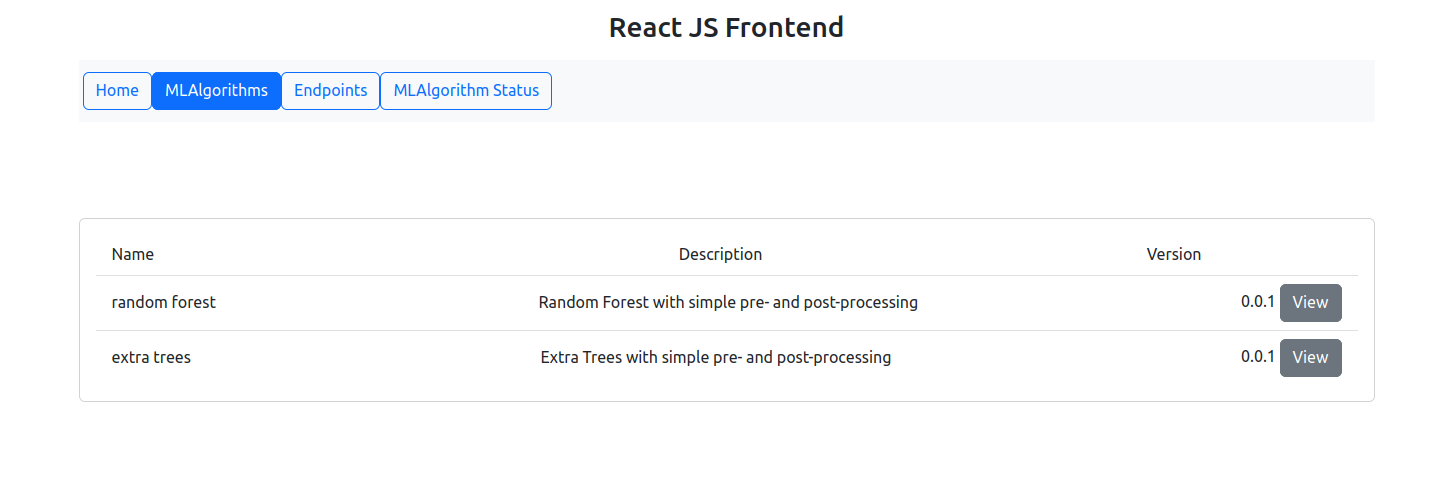 React JS Frontend
Home MLAlgorithms Endpoints MLAlgorithm Status
Name Description Version
random forest Random Forest with simple pre- and post-processing 0.0.1 View
extra trees Extra Trees with simple pre- and post-processing 0.0.1 View